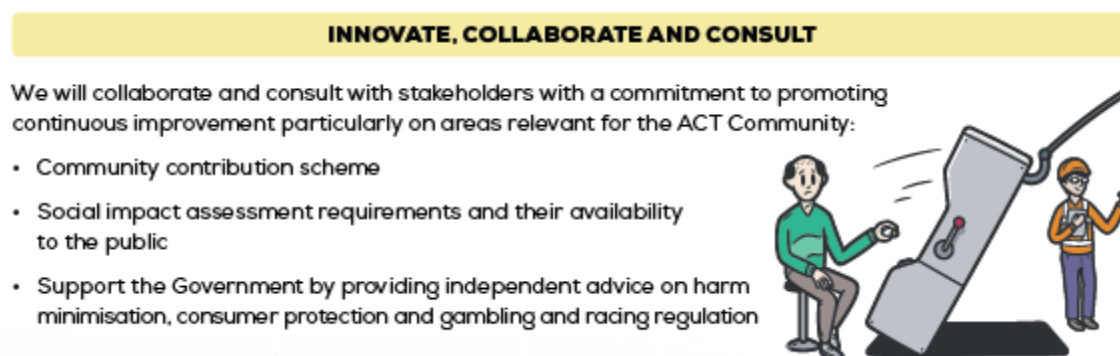 INNOVATE, COLLABORATE AND CONSULT
We will collaborate and consult with stakeholders with a commitment to promoting
continuous improvement particularly on areas relevant for the ACT Community:
• Community contribution scheme
• Social impact assessment requirements and their availability
to the public
• Support the Government by providing independent advice on harm
minimisation, consumer protection and gambling and racing regulation